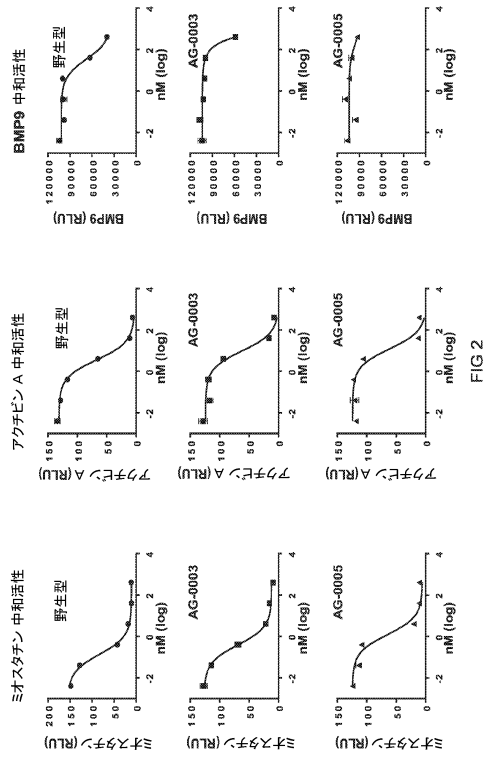 ミオスタチン 中和活性
アクチビン A 中和活性
BMP9 中和活性
野生型
ミオスタチン (RLU)
200
150
100
50
0
-2 0 2 4
nM (log)
野生型
アクチビン A (RLU)
150
100
50
0
-2 0 2 4
nM (log)
野生型
BMP9 (RLU)
120000
90000
60000
30000
0
-2 0 2 4
nM (log)
AG-0003
ミオスタチン (RLU)
150
100
50
0
-2 0 2 4
nM (log)
AG-0003
アクチビン A (RLU)
150
100
50
0
-2 0 2 4
nM (log)
AG-0003
BMP9 (RLU)
120000
90000
60000
30000
0
-2 0 2 4
nM (log)
AG-0005
ミオスタチン (RLU)
150
100
50
0
-2 0 2 4
nM (log)
AG-0005
アクチビン A (RLU)
150
100
50
0
-2 0 2 4
nM (log)
AG-0005
BMP9 (RLU)
120000
90000
60000
30000
0
-2 0 2 4
nM (log)
FIG 2